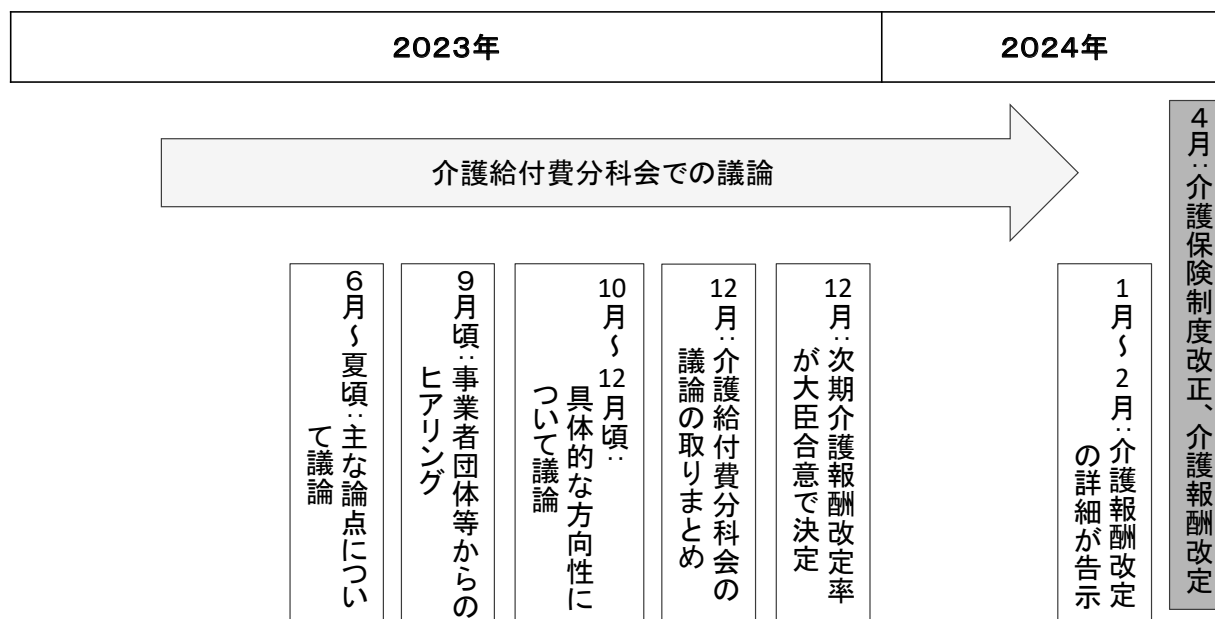 2023年
2024年
介護給付費分科会での議論
６月～夏頃：主な論点につい
て議論
９月頃：事業者団体等からの
ヒアリング
10月～12月頃：
具体的な方向性に
ついて議論
12月：介護給付費分科会の
議論の取りまとめ
12月：次期介護報酬改定率
が大臣合意で決定
1月～2月：介護報酬改定
の詳細が告示
４月：介護保険制度改正、介護報酬改定